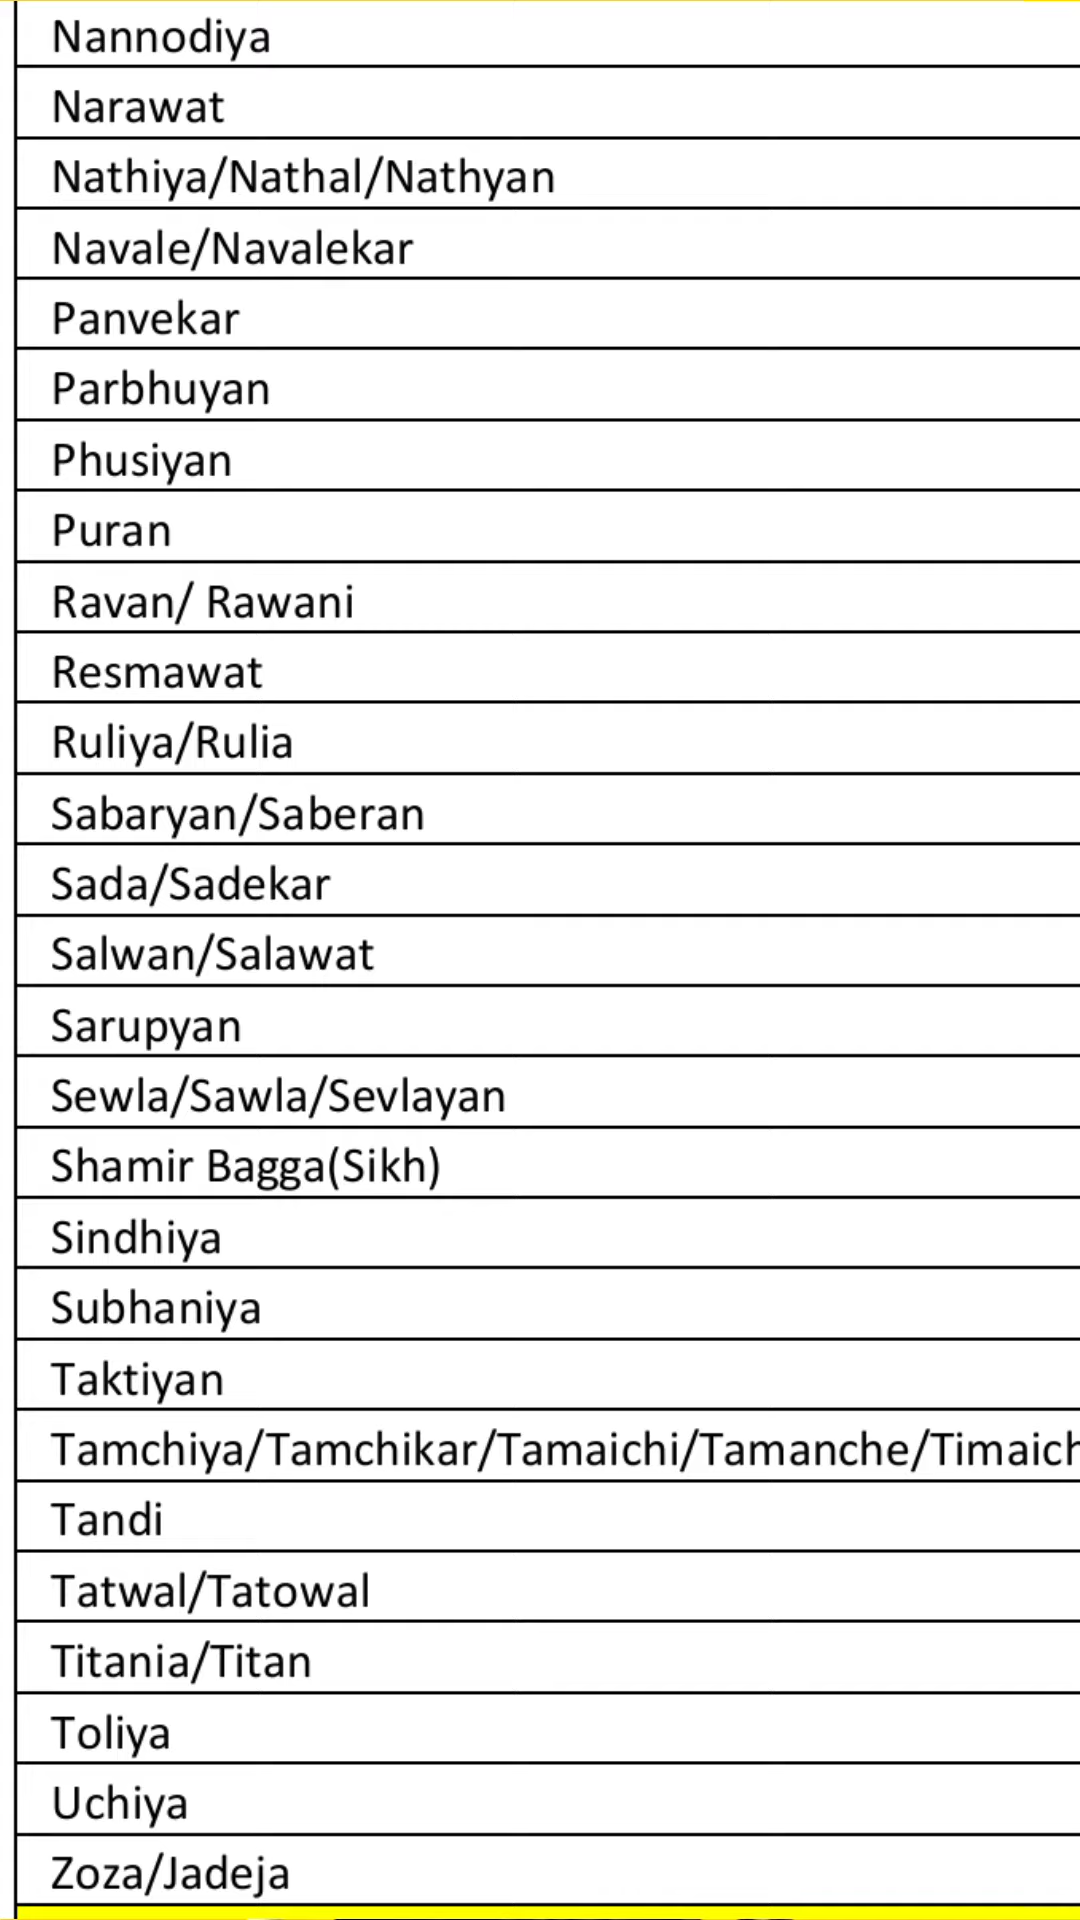 Nannodiya
Narawat
Nathiya/Nathal/Nathyan
Navale/Navalekar
Panvekar
Parbhuyan
Phusiyan
Puran
Ravan/ Rawani
Resmawat
Ruliya/Rulia
Sabaryan/Saberan
Sada/Sadekar
Salwan/Salawat
Sarupyan
Sewla/Sawla/Sevlayan
Shamir Bagga(Sikh)
Sindhiya
Subhaniya
Taktiyan
Tamchiya/Tamchikar/Tamaichi/Tamanche/Timaich
Tandi
Tatwal/Tatowal
Titania/Titan
Toliya
Uchiya
Zoza/Jadeja